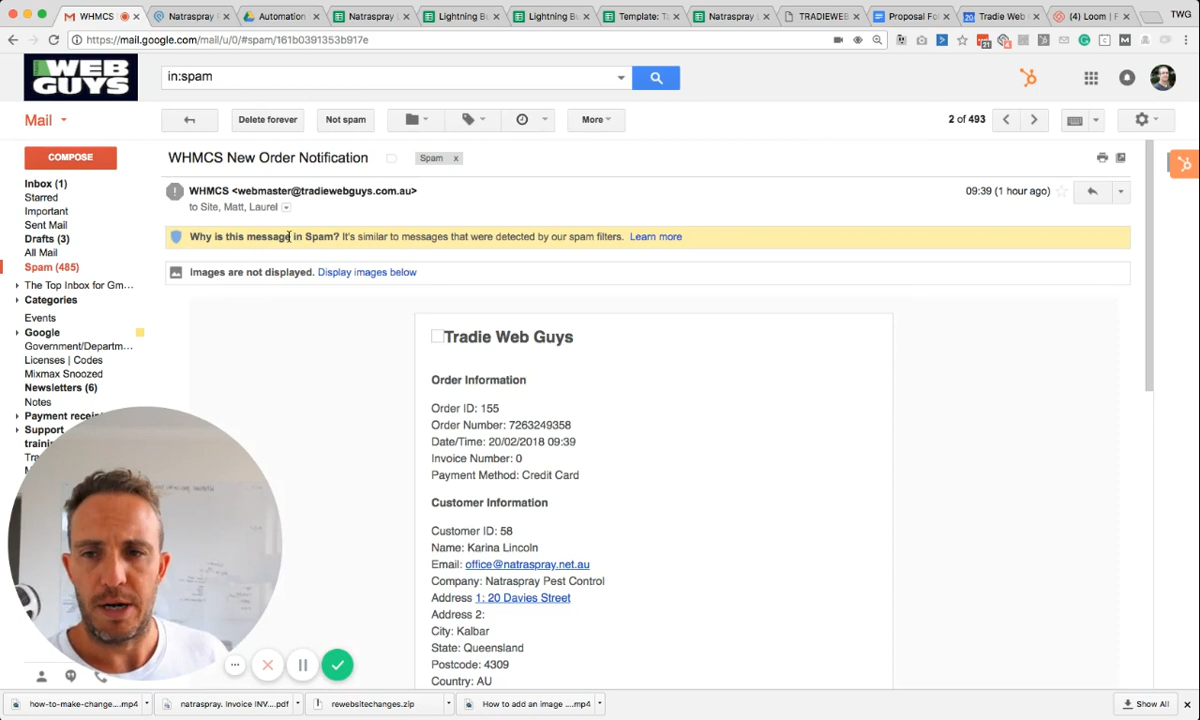 WHMCS
Natraspray P
Automation
Natraspray
Lightning Bu
Lightning Bu
Template: Ta
Natraspray
TRADIEWEB
Proposal Fol
Tradie Web
(4) Loom | F
TWG
https://mail.google.com/mail/u/0/#spam/161b0391353b917e
WEB GUYS
in:spam
Mail
Delete forever
Not spam
More
2 of 493
COMPOSE
WHMCS New Order Notification
Spam x
Inbox (1)
Starred
Important
Sent Mail
Drafts (3)
All Mail
Spam (485)
The Top Inbox for Gm...
Categories
Events
Google
Government/Departm...
Licenses | Codes
Mixmax Snoozed
Newsletters (6)
Notes
Payment receip
Support
trainin
WHMCS <webmaster@tradiewebguys.com.au>
09:39 (1 hour ago)
to Site, Matt, Laurel
Why is this message in Spam? It's similar to messages that were detected by our spam filters. Learn more
Images are not displayed. Display images below
Tradie Web Guys
Order Information
Order ID: 155
Order Number: 7263249358
Date/Time: 20/02/2018 09:39
Invoice Number: 0
Payment Method: Credit Card
Customer Information
Customer ID: 58
Name: Karina Lincoln
Email: office@natraspray.net.au
Company: Natraspray Pest Control
Address 1: 20 Davies Street
Address 2:
City: Kalbar
State: Queensland
Postcode: 4309
Country: AU
how-to-make-change....mp4
natraspray. Invoice INV....pdf
rewebsitechanges.zip
How to add an image ....mp4
Show All